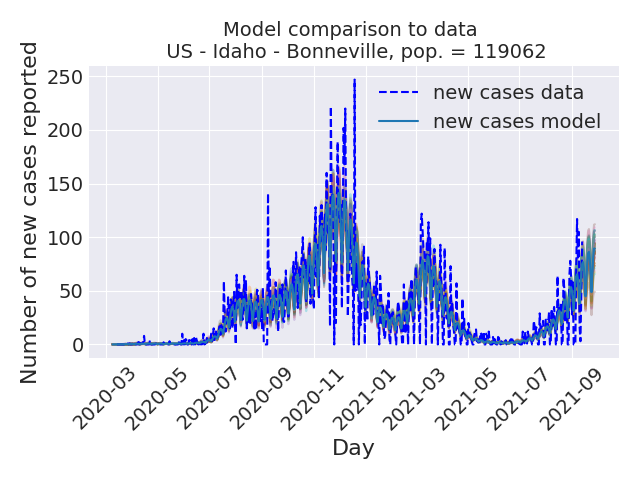 Model comparison to data
US - Idaho - Bonneville, pop. = 119062
Number of new cases reported
250
200
150
100
50
0
new cases data
new cases model
2020-03
2020-05
2020-07
2020-09
2020-11
2021-01
2021-03
2021-05
2021-07
2021-09
Day